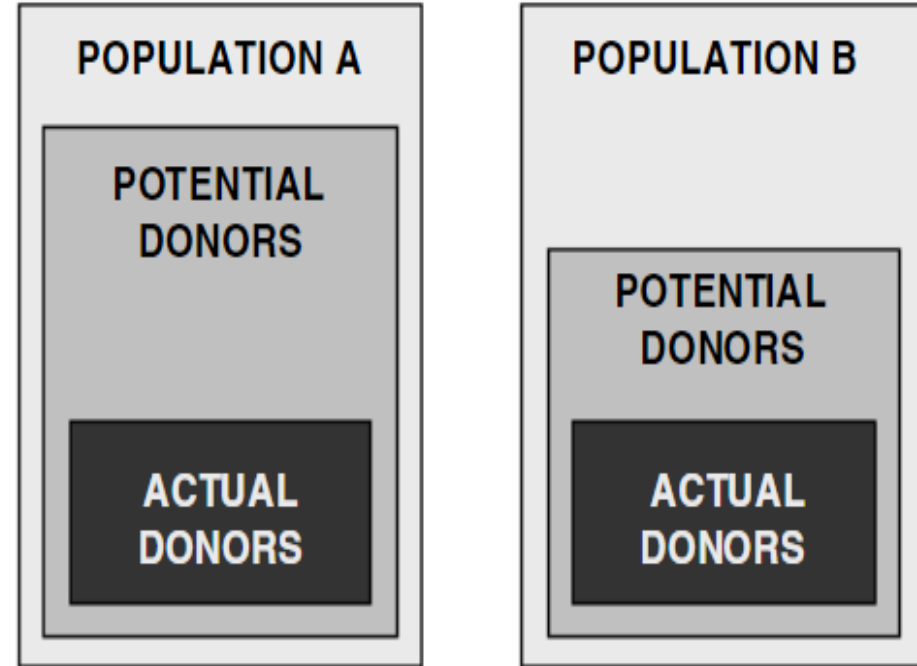 POPULATION A
POTENTIAL
DONORS
ACTUAL
DONORS
POPULATION B
POTENTIAL
DONORS
ACTUAL
DONORS